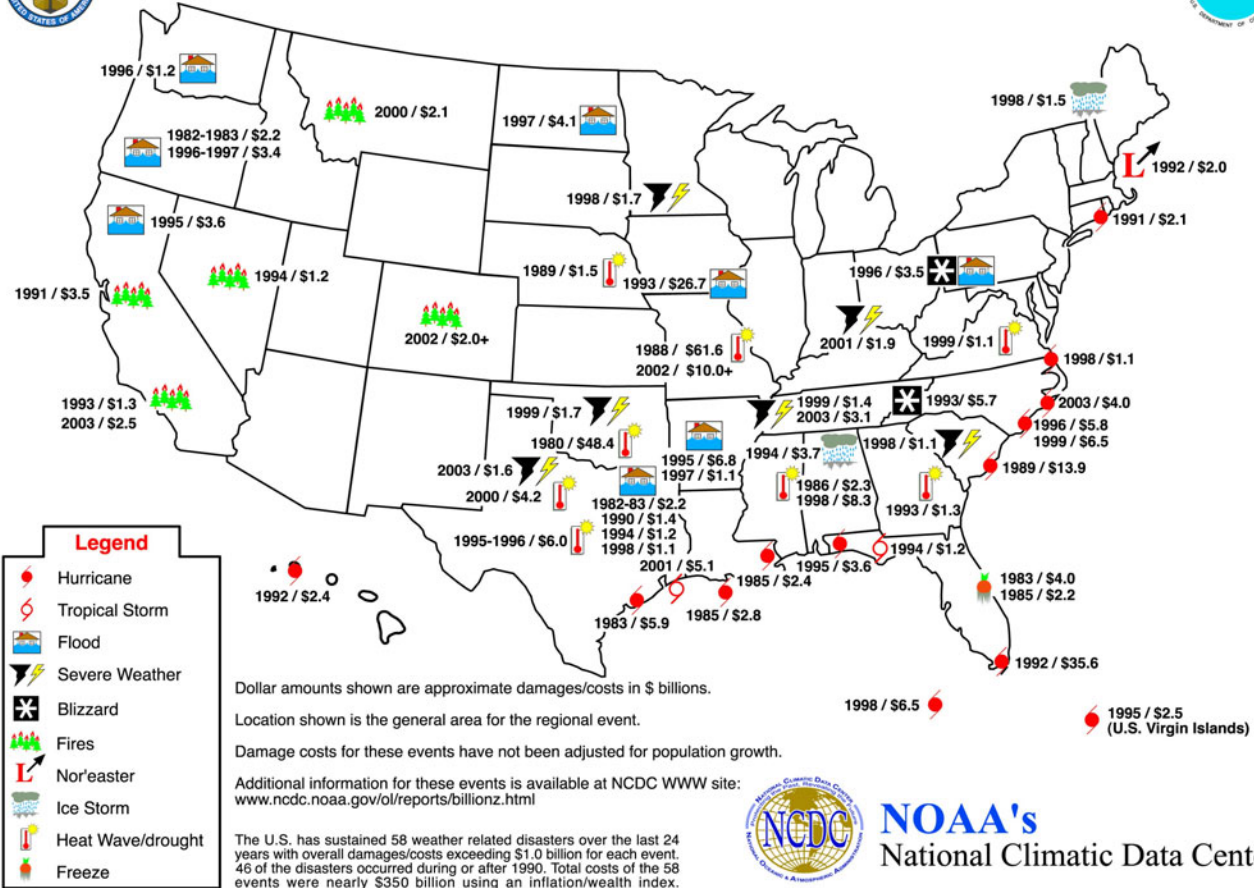 UNITED STATES OF AMERICA
U.S. DEPARTMENT OF
1996 / $1.2
1982-1983 / $2.2
1996-1997 / $3.4
2000 / $2.1
1997 / $4.1
1998 / $1.5
1992 / $2.0
1991 / $2.1
1998 / $1.7
1995 / $3.6
1994 / $1.2
1991 / $3.5
1989 / $1.5
1993 / $26.7
1996 / $3.5
2002 / $2.0+
1988 / $61.6
2002 / $10.0+
2001 / $1.9
1999 / $1.1
1998 / $1.1
1993 / $1.3
2003 / $2.5
1999 / $1.7
1980 / $48.4
1999 / $1.4
2003 / $3.1
1993/ $5.7
2003 / $4.0
1996 / $5.8
1999 / $6.5
1989 / $13.9
2003 / $1.6
2000 / $4.2
1995 / $6.8
1997 / $1.1
1994 / $3.7
1998 / $1.1
1986 / $2.3
1998 / $8.3
1993 / $1.3
1982-83 / $2.2
1990 / $1.4
1994 / $1.2
1998 / $1.1
1995-1996 / $6.0
2001 / $5.1
1985 / $2.4
1995 / $3.6
1994 / $1.2
1983 / $4.0
1985 / $2.2
1992 / $2.4
1983 / $5.9
1985 / $2.8
1992 / $35.6
1998 / $6.5
1995 / $2.5
(U.S. Virgin Islands)
Legend
Hurricane
Tropical Storm
Flood
Severe Weather
Blizzard
Fires
L Nor'easter
Ice Storm
Heat Wave/drought
Freeze
L
Dollar amounts shown are approximate damages/costs in $ billions.
Location shown is the general area for the regional event.
Damage costs for these events have not been adjusted for population growth.
Additional information for these events is available at NCDC WWW site:
www.ncdc.noaa.gov/ol/reports/billionz.html
The U.S. has sustained 58 weather related disasters over the last 24
years with overall damages/costs exceeding $1.0 billion for each event.
46 of the disasters occurred during or after 1990. Total costs of the 58
events were nearly $350 billion using an inflation/wealth index.
NATIONAL CLIMATIC DATA CENTER
NCDC
NATIONAL OCEANIC & ATMOSPHERIC ADMINISTRATION
NOAA's
National Climatic Data Cent